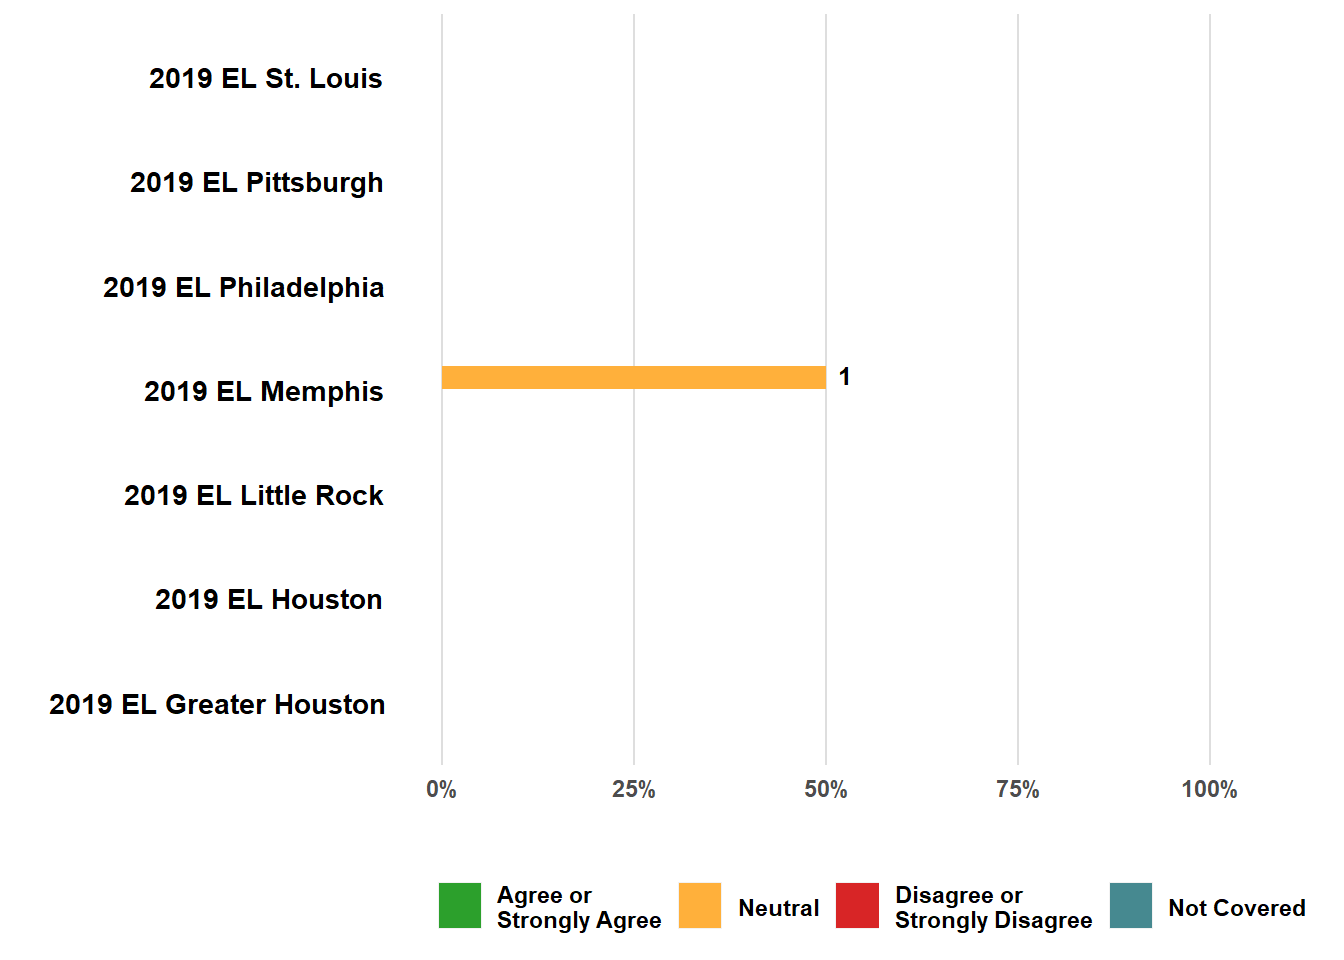 2019 EL St. Louis
2019 EL Pittsburgh
2019 EL Philadelphia
2019 EL Memphis
1
2019 EL Little Rock
2019 EL Houston
2019 EL Greater Houston
0%
25%
50%
75%
100%
Agree or
Strongly Agree
Neutral
Disagree or
Strongly Disagree
Not Covered